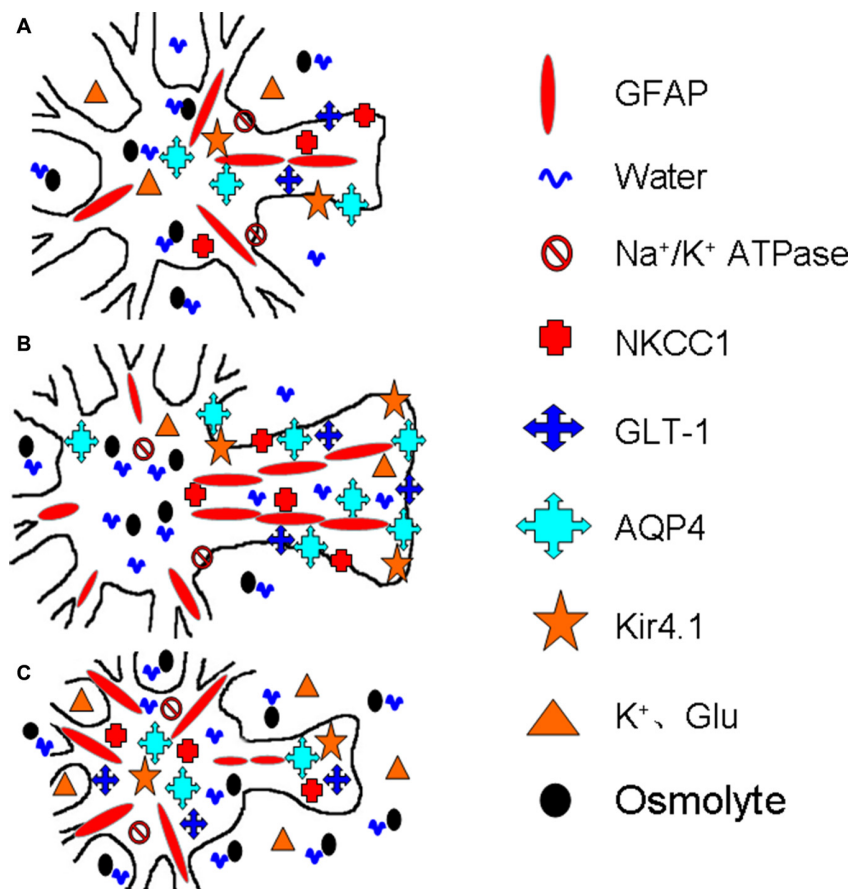 A
GFAP
Water
Na⁺/K⁺ ATPase
NKCC1
B
GLT-1
AQP4
Kir4.1
C
K⁺、Glu
Osmolyte